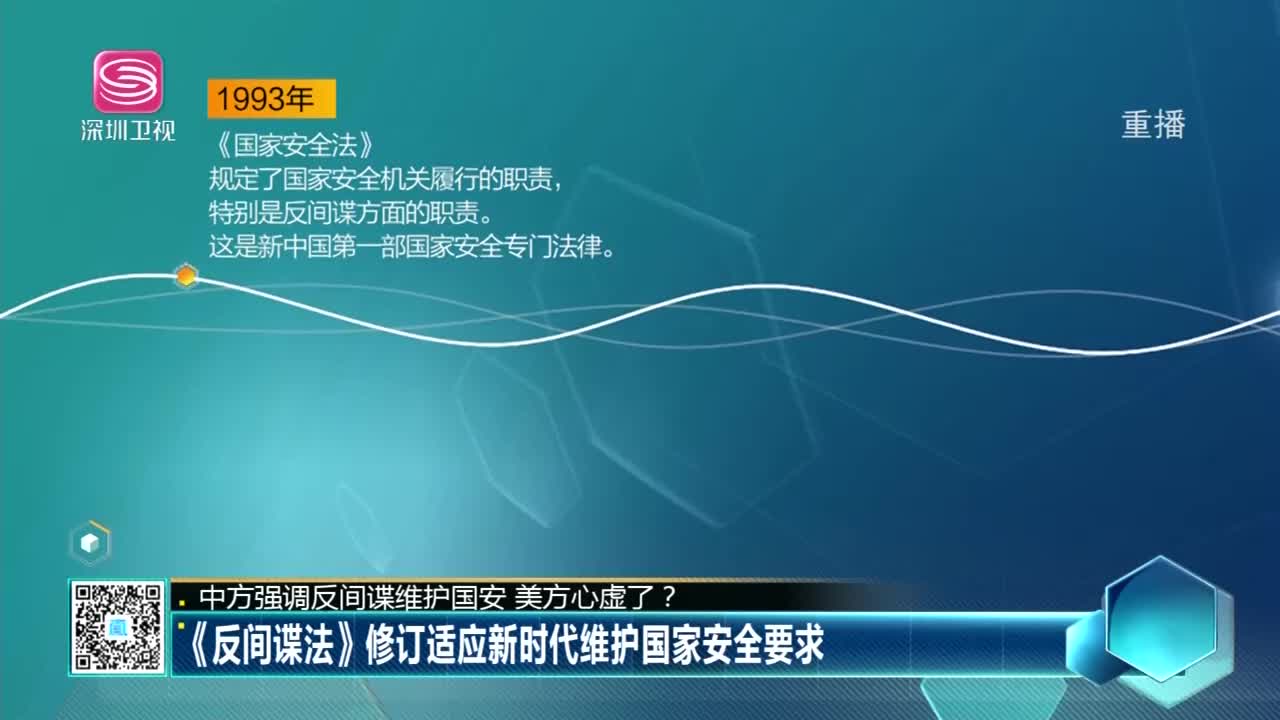 深圳卫视
1993年
重播
《国家安全法》
规定了国家安全机关履行的职责，
特别是反间谍方面的职责。
这是新中国第一部国家安全专门法律。
中方强调反间谍维护国安 美方心虚了？
《反间谍法》修订适应新时代维护国家安全要求